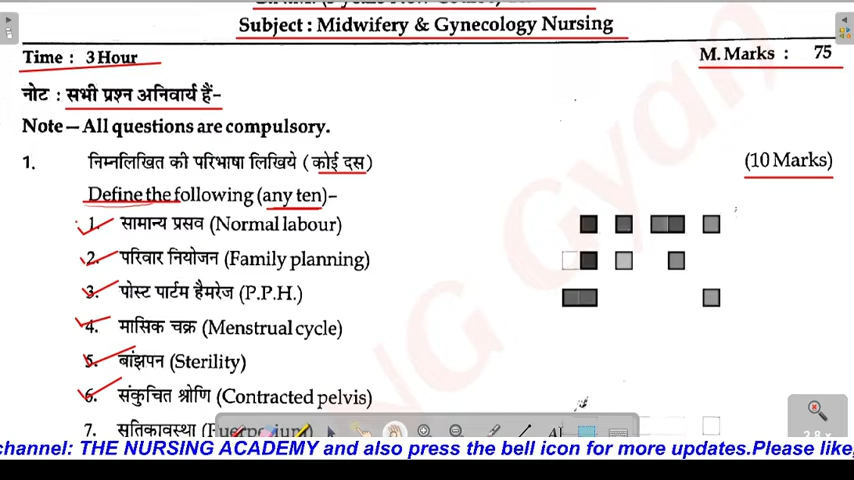 Subject : Midwifery & Gynecology Nursing
Time : 3 Hour
M. Marks : 75
नोट : सभी प्रश्न अनिवार्य हैं-
Note – All questions are compulsory.
1. निम्नलिखित की परिभाषा लिखिये (कोई दस) (10 Marks)
Define the following (any ten)–
1. सामान्य प्रसव (Normal labour)
2. परिवार नियोजन (Family planning)
3. पोस्ट पार्टम हैमरेज (P.P.H.)
4. मासिक चक्र (Menstrual cycle)
5. बांझपन (Sterility)
6. संकुचित श्रोणि (Contracted pelvis)
7. सूतिकावस्था (Puerperium)
channel: THE NURSING ACADEMY and also press the bell icon for more updates.Please like,
NG Gyan